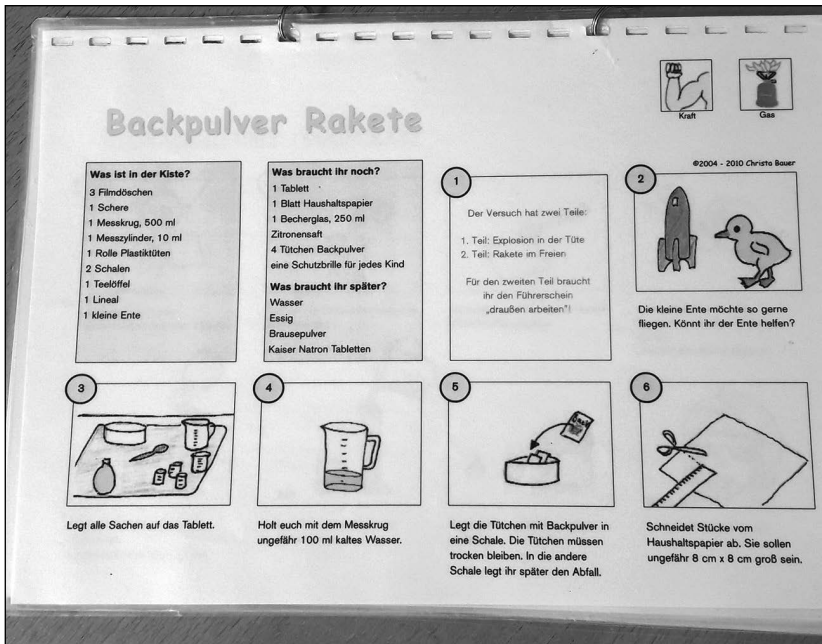 Kraft
Gas
Backpulver Rakete
©2004 - 2010 Christa Bauer
Was ist in der Kiste?
3 Filmdöschen
1 Schere
1 Messkrug, 500 ml
1 Messzylinder, 10 ml
1 Rolle Plastiktüten
2 Schalen
1 Teelöffel
1 Lineal
1 kleine Ente
Was braucht ihr noch?
1 Tablett
1 Blatt Haushaltspapier
1 Becherglas, 250 ml
Zitronensaft
4 Tütchen Backpulver
eine Schutzbrille für jedes Kind
Was braucht ihr später?
Wasser
Essig
Brausepulver
Kaiser Natron Tabletten
1
Der Versuch hat zwei Teile:
1. Teil: Explosion in der Tüte
2. Teil: Rakete im Freien
Für den zweiten Teil braucht
ihr den Führerschein
„draußen arbeiten"!
2
Die kleine Ente möchte so gerne
fliegen. Könnt ihr der Ente helfen?
3
Legt alle Sachen auf das Tablett.
4
Holt euch mit dem Messkrug
ungefähr 100 ml kaltes Wasser.
5
Legt die Tütchen mit Backpulver in
eine Schale. Die Tütchen müssen
trocken bleiben. In die andere
Schale legt ihr später den Abfall.
6
Schneidet Stücke vom
Haushaltspapier ab. Sie sollen
ungefähr 8 cm x 8 cm groß sein.